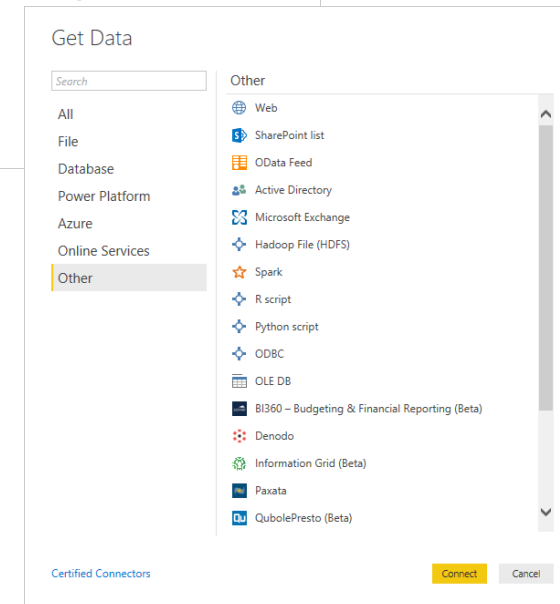 Get Data
Search
All
File
Database
Power Platform
Azure
Online Services
Other
Other
Web
SharePoint list
OData Feed
Active Directory
Microsoft Exchange
Hadoop File (HDFS)
Spark
R script
Python script
ODBC
OLE DB
BI360 – Budgeting & Financial Reporting (Beta)
Denodo
Information Grid (Beta)
Paxata
QubolePresto (Beta)
Certified Connectors
Connect
Cancel